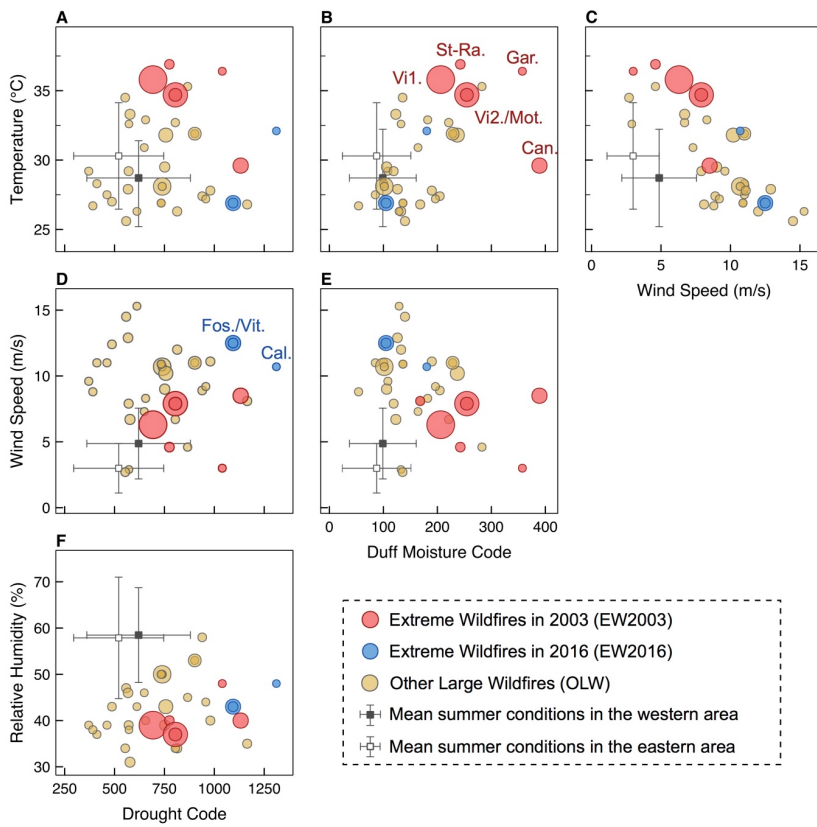 A
B
C
Temperature (°C)
35
30
25
St-Ra.
Gar.
Vi1.
Vi2./Mot.
Can.
0
5
10
15
Wind Speed (m/s)
D
E
Wind Speed (m/s)
15
10
5
0
Fos./Vit.
Cal.
0
100
200
300
400
Duff Moisture Code
F
Relative Humidity (%)
70
60
50
40
30
250
500
750
1000
1250
Drought Code
Extreme Wildfires in 2003 (EW2003)
Extreme Wildfires in 2016 (EW2016)
Other Large Wildfires (OLW)
Mean summer conditions in the western area
Mean summer conditions in the eastern area